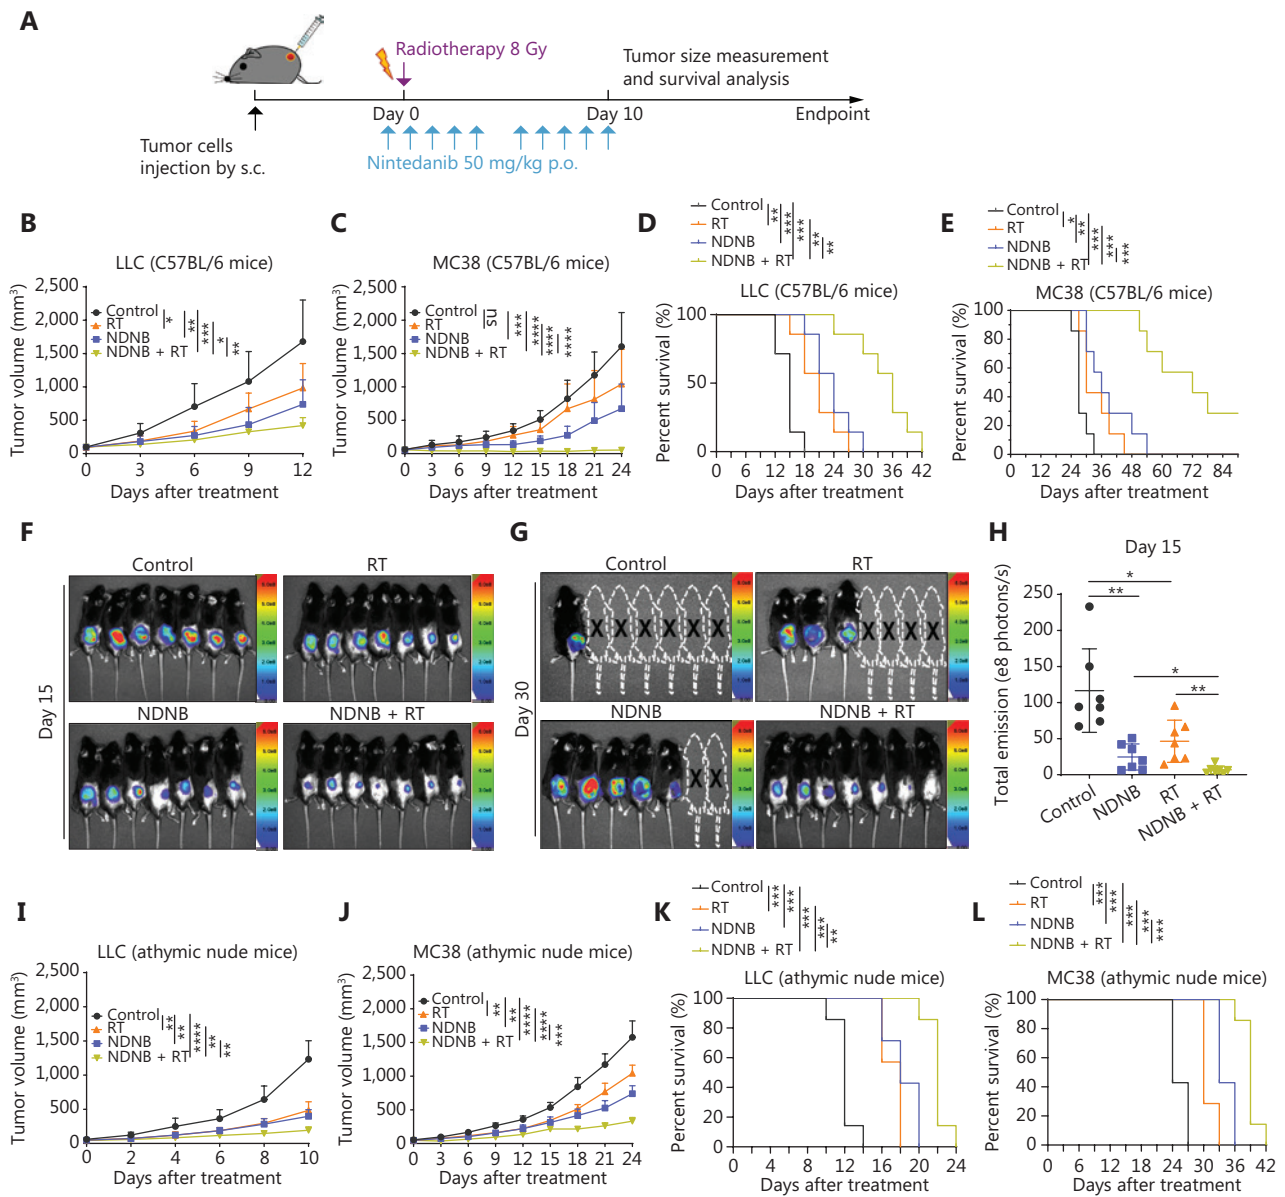 A
Radiotherapy 8 Gy
Tumor size measurement
and survival analysis
Day 0
Day 10
Endpoint
Tumor cells
injection by s.c.
Nintedanib 50 mg/kg p.o.
B
LLC (C57BL/6 mice)
Tumor volume (mm³)
2,500
2,000
1,500
1,000
500
0
Control
RT
NDNB
NDNB + RT
*
**
***
*
**
0 3 6 9 12
Days after treatment
C
MC38 (C57BL/6 mice)
Tumor volume (mm³)
2,500
2,000
1,500
1,000
500
0
Control
RT
NDNB
NDNB + RT
ns
***
****
****
****
0 3 6 9 12 15 18 21 24
Days after treatment
D
Control
RT
NDNB
NDNB + RT
**
***
***
**
**
LLC (C57BL/6 mice)
Percent survival (%)
100
50
0
0 6 12 18 24 30 36 42
Days after treatment
E
Control
RT
NDNB
NDNB + RT
*
**
***
***
***
MC38 (C57BL/6 mice)
Percent survival (%)
100
80
60
40
20
0
0 12 24 36 48 60 72 84
Days after treatment
F
Day 15
Control
RT
NDNB
NDNB + RT
G
Day 30
Control
RT
X X X X X X
X X X X
NDNB
NDNB + RT
X X
H
Day 15
Total emission (e8 photons/s)
250
200
150
100
50
0
*
**
*
**
Control
NDNB
RT
NDNB + RT
I
LLC (athymic nude mice)
Tumor volume (mm³)
2,500
2,000
1,500
1,000
500
0
Control
RT
NDNB
NDNB + RT
**
**
****
**
**
0 2 4 6 8 10
Days after treatment
J
MC38 (athymic nude mice)
Tumor volume (mm³)
2,500
2,000
1,500
1,000
500
0
Control
RT
NDNB
NDNB + RT
**
**
****
****
***
0 3 6 9 12 15 18 21 24
Days after treatment
K
Control
RT
NDNB
NDNB + RT
***
***
***
***
**
LLC (athymic nude mice)
Percent survival (%)
100
80
60
40
20
0
0 4 8 12 16 20 24
Days after treatment
L
Control
RT
NDNB
NDNB + RT
***
***
***
***
***
MC38 (athymic nude mice)
Percent survival (%)
100
80
60
40
20
0
0 6 12 18 24 30 36 42
Days after treatment